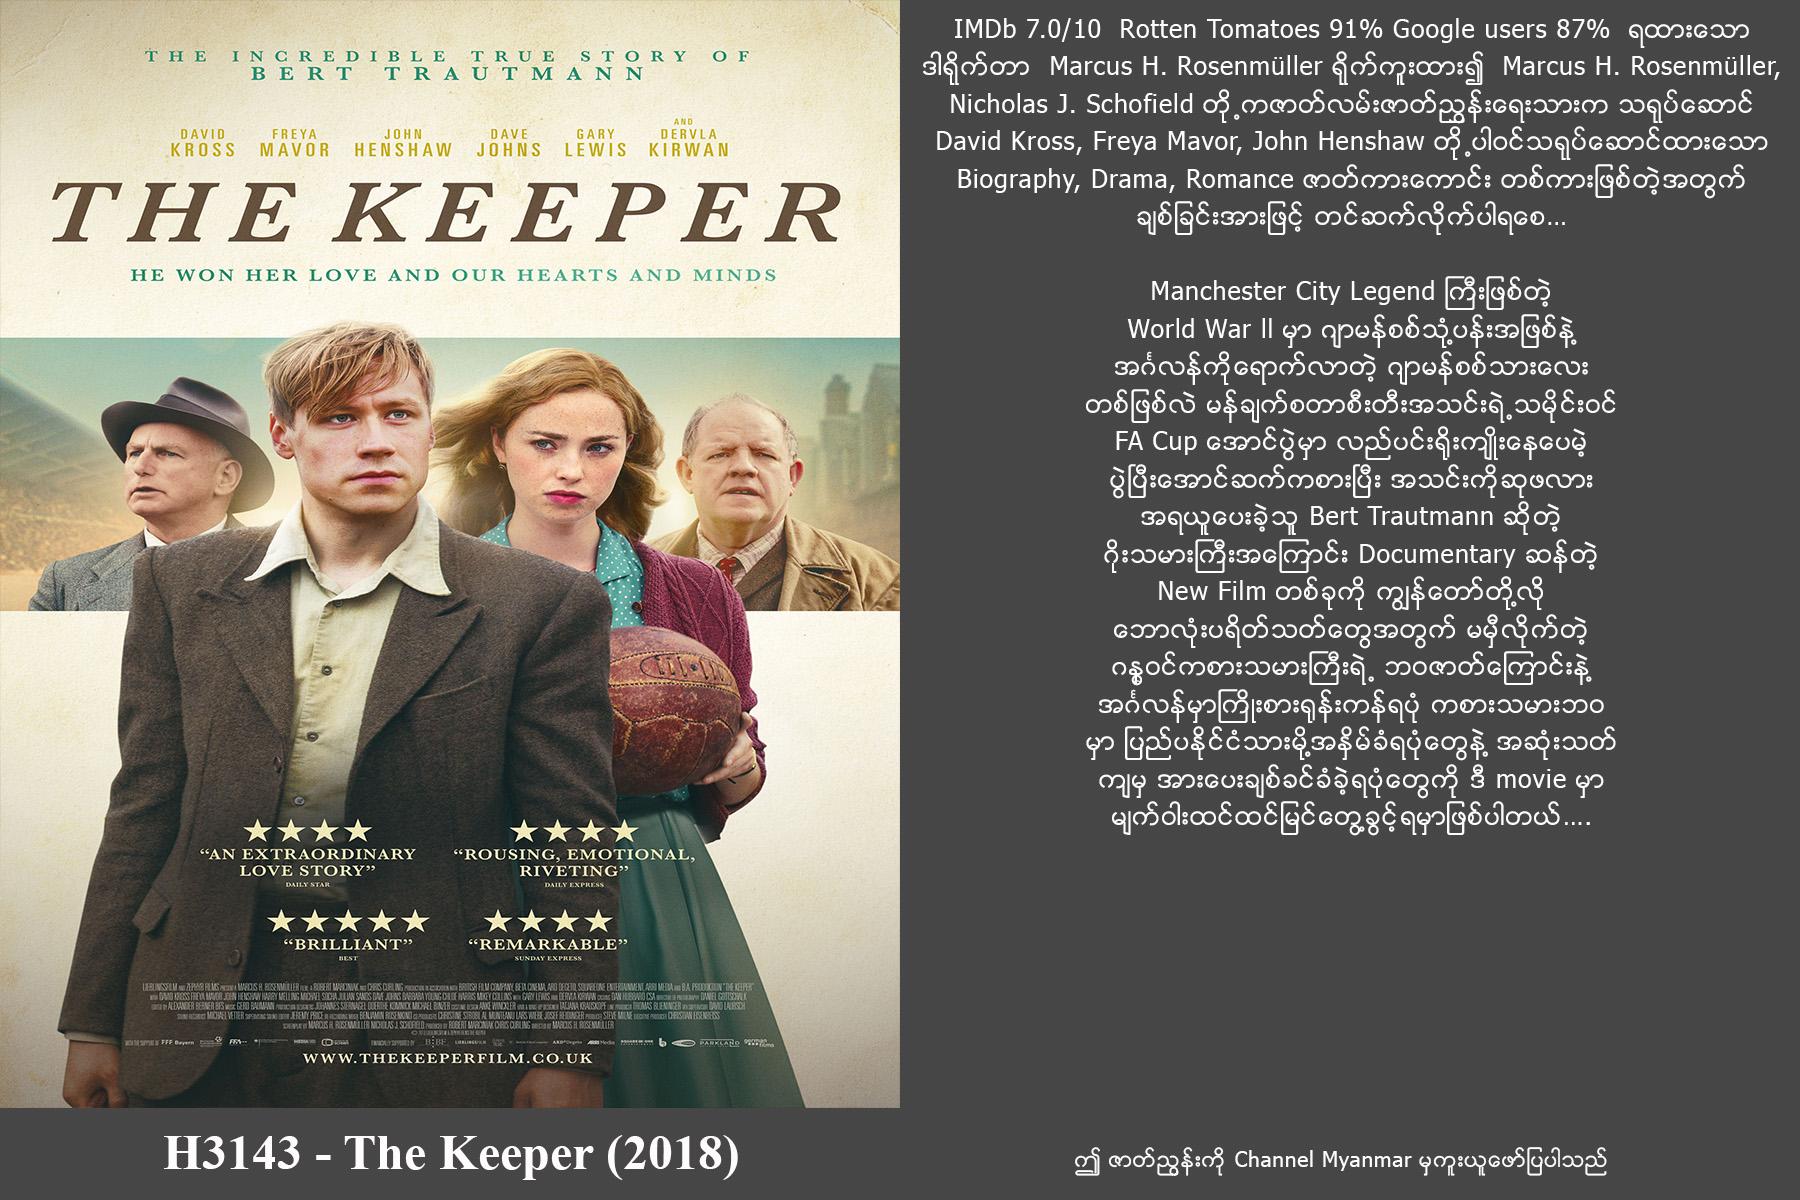 THE INCREDIBLE TRUE STORY OF
BERT TRAUTMANN
DAVID KROSS
FREYA MAVOR
JOHN HENSHAW
DAVE JOHNS
GARY LEWIS
AND DERVLA KIRWAN
THE KEEPER
HE WON HER LOVE AND OUR HEARTS AND MINDS
"AN EXTRAORDINARY
LOVE STORY"
DAILY STAR
"ROUSING, EMOTIONAL,
RIVETING"
DAILY EXPRESS
"BRILLIANT"
BEST
"REMARKABLE"
SUNDAY EXPRESS
WWW.THEKEEPERFILM.CO.UK
H3143 - The Keeper (2018)
IMDb 7.0/10 Rotten Tomatoes 91% Google users 87% ရထားသော
ဒါရိုက်တာ Marcus H. Rosenmüller ရိုက်ကူးထား၍ Marcus H. Rosenmüller,
Nicholas J. Schofield တို့ကဇာတ်လမ်းဇာတ်ညွှန်းရေးသားက သရုပ်ဆောင်
David Kross, Freya Mavor, John Henshaw တို့ပါဝင်သရုပ်ဆောင်ထားသော
Biography, Drama, Romance ဇာတ်ကားကောင်း တစ်ကားဖြစ်တဲ့အတွက်
ချစ်ခြင်းအားဖြင့် တင်ဆက်လိုက်ပါရစေ...
Manchester City Legend ကြီးဖြစ်တဲ့
World War ll မှာ ဂျာမန်စစ်သုံ့ပန်းအဖြစ်နဲ့
အင်္ဂလန်ကိုရောက်လာတဲ့ ဂျာမန်စစ်သားလေး
တစ်ဖြစ်လဲ မန်ချက်စတာစီးတီးအသင်းရဲ့သမိုင်းဝင်
FA Cup အောင်ပွဲမှာ လည်ပင်းရိုးကျိုးနေပေမဲ့
ပွဲပြီးအောင်ဆက်ကစားပြီး အသင်းကိုဆုဖလား
အရယူပေးခဲ့သူ Bert Trautmann ဆိုတဲ့
ဂိုးသမားကြီးအကြောင်း Documentary ဆန်တဲ့
New Film တစ်ခုကို ကျွန်တော်တို့လို
ဘောလုံးပရိတ်သတ်တွေအတွက် မမှီလိုက်တဲ့
ဂန္ထဝင်ကစားသမားကြီးရဲ့ ဘဝဇာတ်ကြောင်းနဲ့
အင်္ဂလန်မှာကြိုးစားရုန်းကန်ရပုံ ကစားသမားဘဝ
မှာ ပြည်ပနိုင်ငံသားမို့အနှိမ်ခံရပုံတွေနဲ့ အဆုံးသတ်
ကျမှ အားပေးချစ်ခင်ခံခဲ့ရပုံတွေကို ဒီ movie မှာ
မျက်ဝါးထင်ထင်မြင်တွေ့ခွင့်ရမှာဖြစ်ပါတယ်....
ဤ ဇာတ်ညွှန်းကို Channel Myanmar မှကူးယူဖော်ပြပါသည်